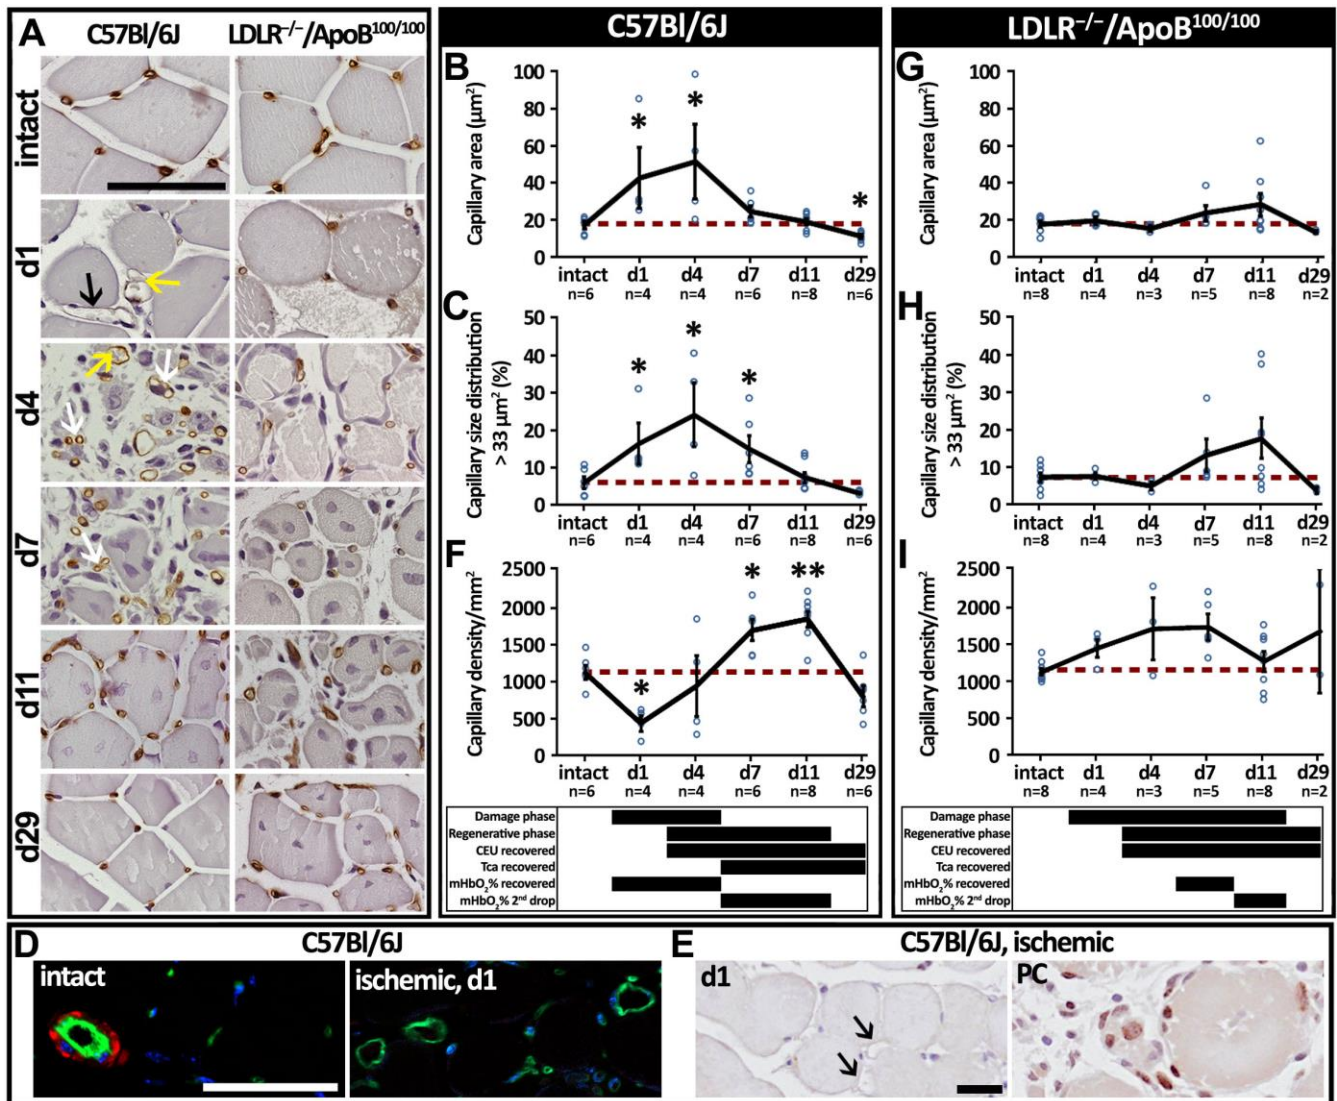 A
C57Bl/6J
LDLR⁻/⁻/ApoB¹⁰⁰/¹⁰⁰
intact
d1
d4
d7
d11
d29
C57Bl/6J
B
Capillary area (µm²)
100
80
60
40
20
0
*
*
*
intact d1 d4 d7 d11 d29
n=6 n=4 n=4 n=6 n=8 n=6
C
Capillary size distribution
> 33 µm² (%)
50
40
30
20
10
0
*
*
*
intact d1 d4 d7 d11 d29
n=6 n=4 n=4 n=6 n=8 n=6
F
Capillary density/mm²
2500
2000
1500
1000
500
0
*
*
**
intact d1 d4 d7 d11 d29
n=6 n=4 n=4 n=6 n=8 n=6
Damage phase
Regenerative phase
CEU recovered
Tca recovered
mHbO₂% recovered
mHbO₂% 2ⁿᵈ drop
LDLR⁻/⁻/ApoB¹⁰⁰/¹⁰⁰
G
Capillary area (µm²)
100
80
60
40
20
0
intact d1 d4 d7 d11 d29
n=8 n=4 n=3 n=5 n=8 n=2
H
Capillary size distribution
> 33 µm² (%)
50
40
30
20
10
0
intact d1 d4 d7 d11 d29
n=8 n=4 n=3 n=5 n=8 n=2
I
Capillary density/mm²
2500
2000
1500
1000
500
0
intact d1 d4 d7 d11 d29
n=8 n=4 n=3 n=5 n=8 n=2
Damage phase
Regenerative phase
CEU recovered
Tca recovered
mHbO₂% recovered
mHbO₂% 2ⁿᵈ drop
D
C57Bl/6J
intact
ischemic, d1
E
C57Bl/6J, ischemic
d1
PC